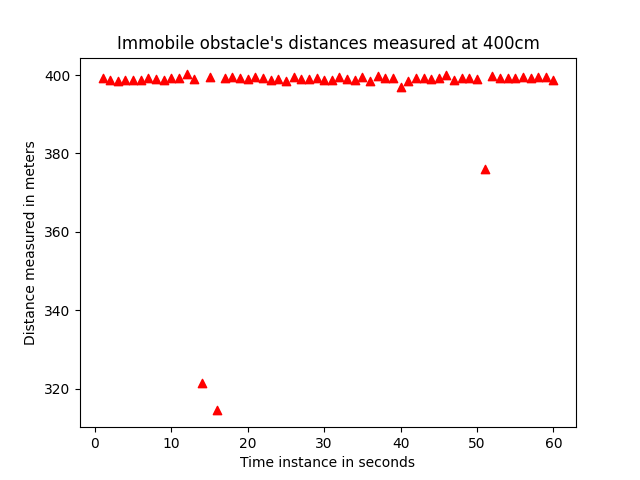 Immobile obstacle's distances measured at 400cm
400
380
360
340
320
Distance measured in meters
0 10 20 30 40 50 60
Time instance in seconds